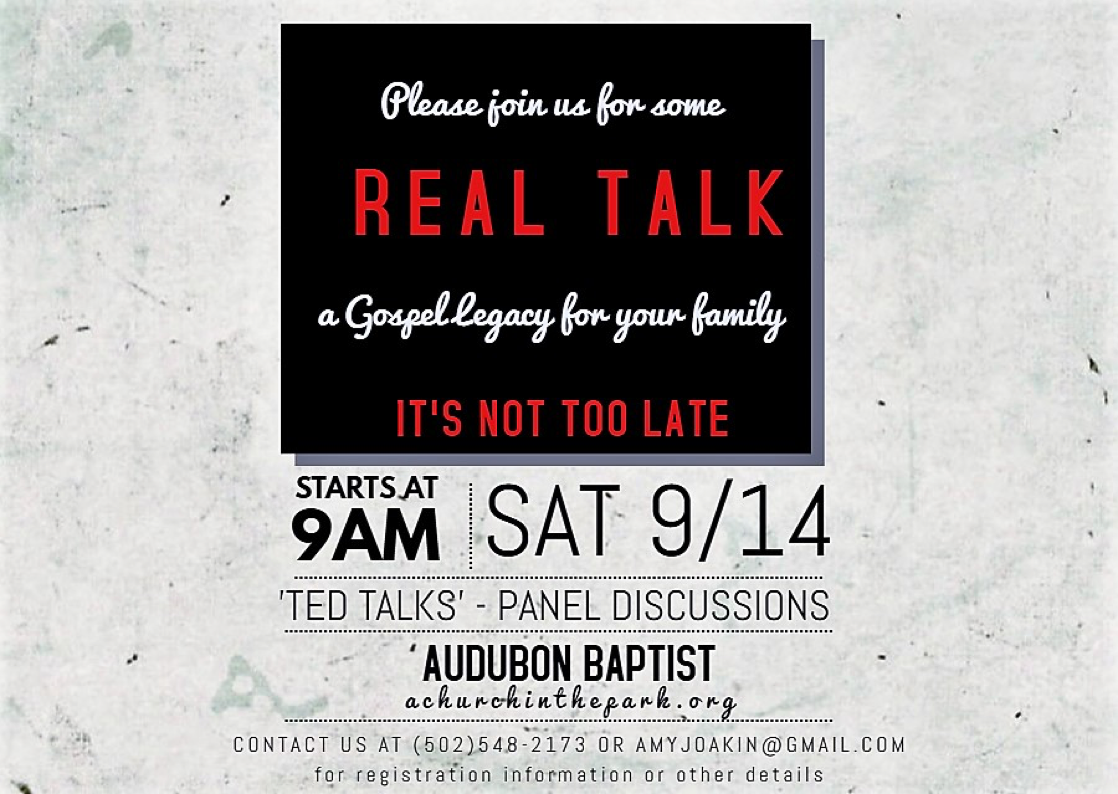 Please join us for some
REAL TALK
a Gospel Legacy for your family
IT'S NOT TOO LATE
STARTS AT
9AM
SAT 9/14
'TED TALKS' - PANEL DISCUSSIONS
AUDUBON BAPTIST
achurchinthepark.org
CONTACT US AT (502)548-2173 OR AMYJOAKIN@GMAIL.COM
for registration information or other details